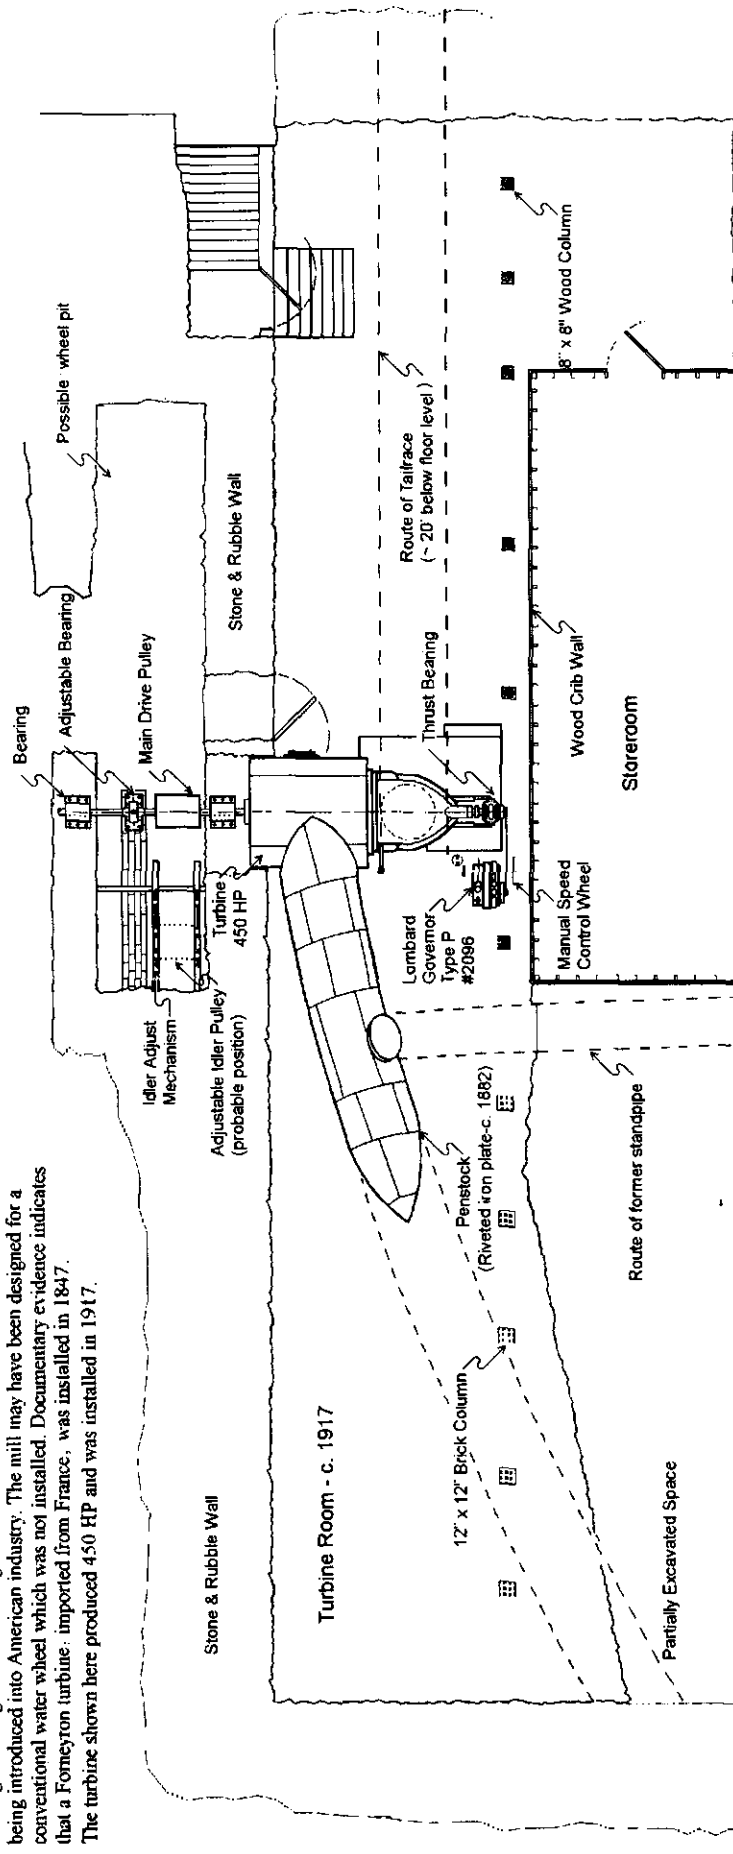 being introduced into American industry. The mill may have been designed for a
conventional water wheel which was not installed. Documentary evidence indicates
that a Forneyron turbine, imported from France, was installed in 1847.
The turbine shown here produced 450 HP and was installed in 1917.
Possible wheel pit
Bearing
Adjustable Bearing
Main Drive Pulley
Stone & Rubble Wall
Idler Adjust
Mechanism
Adjustable Idler Pulley
(probable position)
Turbine
450 HP
Stone & Rubble Wall
Turbine Room - c. 1917
Route of Tailrace
(~ 20' below floor level)
Thrust Bearing
Lombard
Governor
Type P
#2096
Penstock
(Riveted iron plate-c. 1882)
12" x 12" Brick Column
8" x 8" Wood Column
Wood Crib Wall
Manual Speed
Control Wheel
Storeroom
Route of former standpipe
Partially Excavated Space